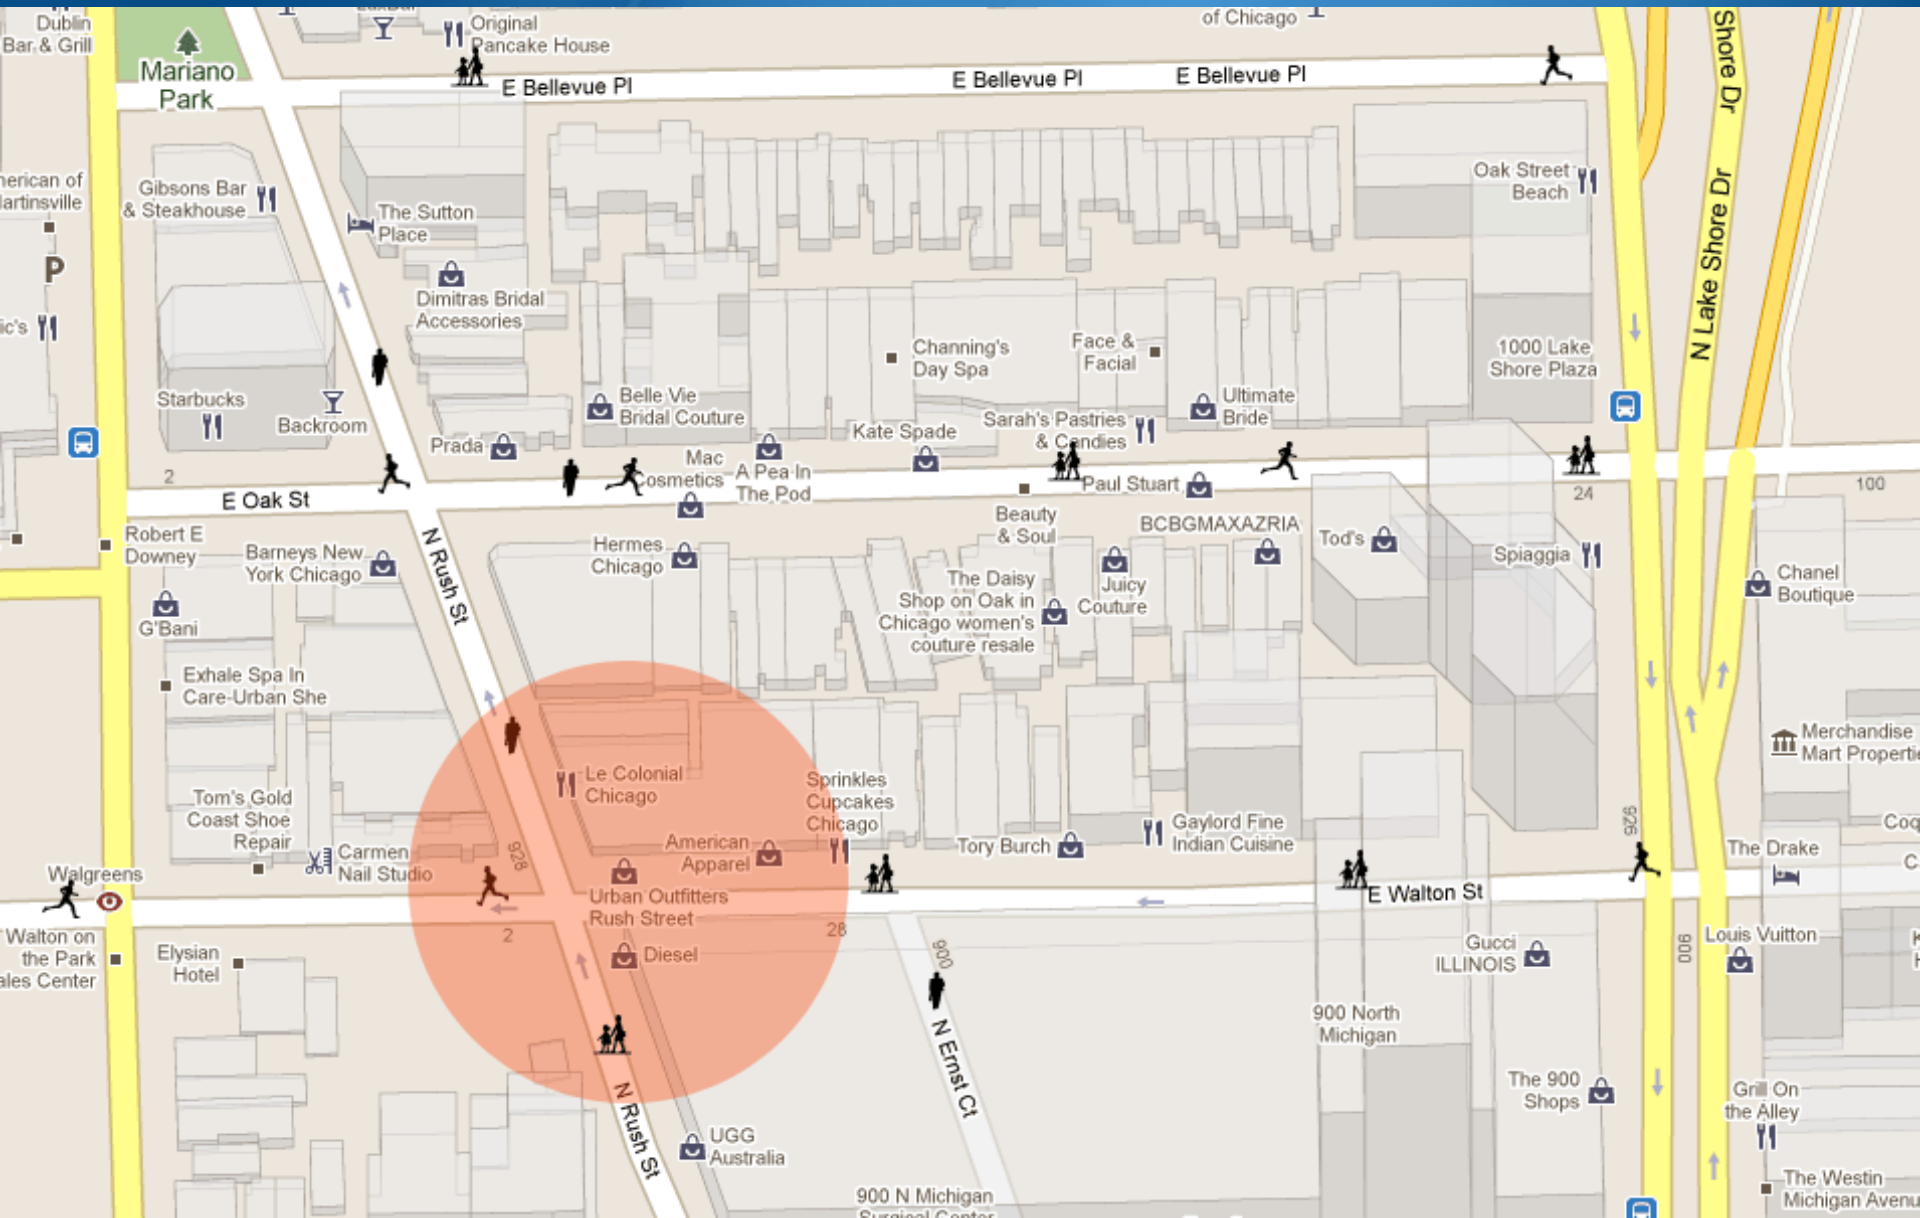 Dublin
Bar & Grill
Original
Pancake House
of Chicago
Mariano
Park
E Bellevue Pl
E Bellevue Pl
E Bellevue Pl
Shore Dr
N Lake Shore Dr
Gibsons Bar
& Steakhouse
The Sutton
Place
Oak Street
Beach
P
Dimitras Bridal
Accessories
Channing's
Day Spa
Face &
Facial
1000 Lake
Shore Plaza
Starbucks
Backroom
Belle Vie
Bridal Couture
Kate Spade
Sarah's Pastries
& Candies
Ultimate
Bride
Prada
Mac
Cosmetics
A Pea In
The Pod
Paul Stuart
2
E Oak St
24
100
Robert E
Downey
Barneys New
York Chicago
N Rush St
Hermes
Chicago
Beauty
& Soul
BCBGMAXAZRIA
Tod's
Spiaggia
Chanel
Boutique
G'Bani
The Daisy
Shop on Oak in
Chicago women's
couture resale
Juicy
Couture
Exhale Spa In
Care-Urban She
Merchandise
Mart Properti
Le Colonial
Chicago
Sprinkles
Cupcakes
Chicago
Tom's Gold
Coast Shoe
Repair
Carmen
Nail Studio
928
American
Apparel
Tory Burch
Gaylord Fine
Indian Cuisine
926
The Drake
Walgreens
Urban Outfitters
Rush Street
E Walton St
2
28
Walton on
the Park
ales Center
Elysian
Hotel
Diesel
900
Gucci
ILLINOIS
900
Louis Vuitton
N Ernst Ct
900 North
Michigan
N Rush St
The 900
Shops
Grill On
the Alley
UGG
Australia
900 N Michigan
Surgical Center
The Westin
Michigan Avenu